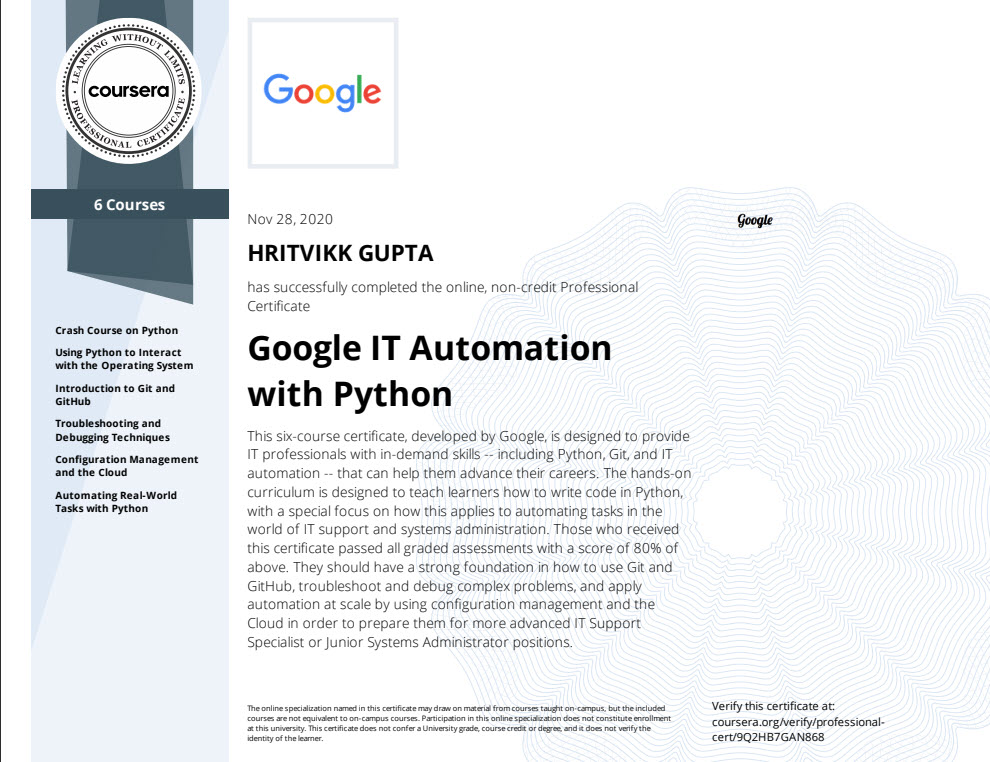 LEARNING WITHOUT LIMITS
coursera
PROFESSIONAL CERTIFICATE
6 Courses
Crash Course on Python
Using Python to Interact
with the Operating System
Introduction to Git and
GitHub
Troubleshooting and
Debugging Techniques
Configuration Management
and the Cloud
Automating Real-World
Tasks with Python
Google
Nov 28, 2020
Google
HRITVIKK GUPTA
has successfully completed the online, non-credit Professional
Certificate
Google IT Automation
with Python
This six-course certificate, developed by Google, is designed to provide
IT professionals with in-demand skills -- including Python, Git, and IT
automation -- that can help them advance their careers. The hands-on
curriculum is designed to teach learners how to write code in Python,
with a special focus on how this applies to automating tasks in the
world of IT support and systems administration. Those who received
this certificate passed all graded assessments with a score of 80% of
above. They should have a strong foundation in how to use Git and
GitHub, troubleshoot and debug complex problems, and apply
automation at scale by using configuration management and the
Cloud in order to prepare them for more advanced IT Support
Specialist or Junior Systems Administrator positions.
The online specialization named in this certificate may draw on material from courses taught on-campus, but the included
courses are not equivalent to on-campus courses. Participation in this online specialization does not constitute enrollment
at this university. This certificate does not confer a University grade, course credit or degree, and it does not verify the
identity of the learner.
Verify this certificate at:
coursera.org/verify/professional-
cert/9Q2HB7GAN868